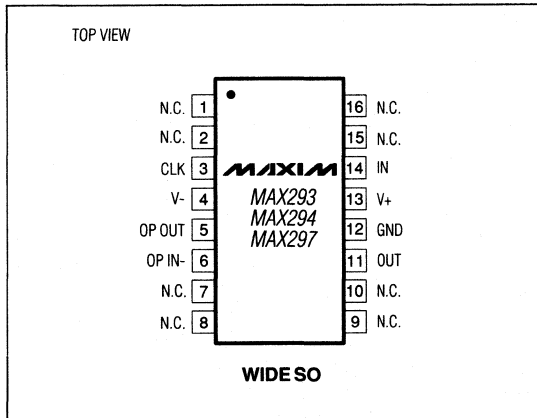 TOP VIEW
N.C. 1 16 N.C.
N.C. 2 15 N.C.
CLK 3 MAXIM 14 IN
V- 4 MAX293 13 V+
OP OUT 5 MAX294 12 GND
OP IN- 6 MAX297 11 OUT
N.C. 7 10 N.C.
N.C. 8 9 N.C.
WIDE SO